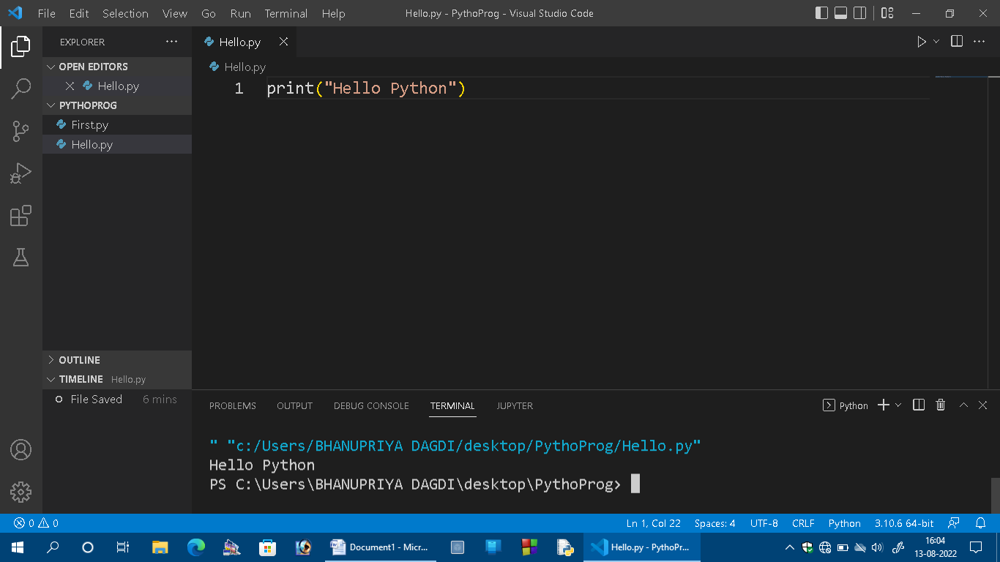 File Edit Selection View Go Run Terminal Help Hello.py - PythoProg - Visual Studio Code
EXPLORER
OPEN EDITORS
Hello.py
PYTHOPROG
First.py
Hello.py
OUTLINE
TIMELINE Hello.py
File Saved 6 mins
Hello.py
Hello.py
1 print("Hello Python")
PROBLEMS OUTPUT DEBUG CONSOLE TERMINAL JUPYTER Python
" "c:/Users/BHANUPRIYA DAGDI/desktop/PythoProg/Hello.py"
Hello Python
PS C:\Users\BHANUPRIYA DAGDI\desktop\PythoProg>
0 0 Ln 1, Col 22 Spaces: 4 UTF-8 CRLF Python 3.10.6 64-bit
Document1 - Micr... Hello.py - PythoPr... 16:04
13-08-2022